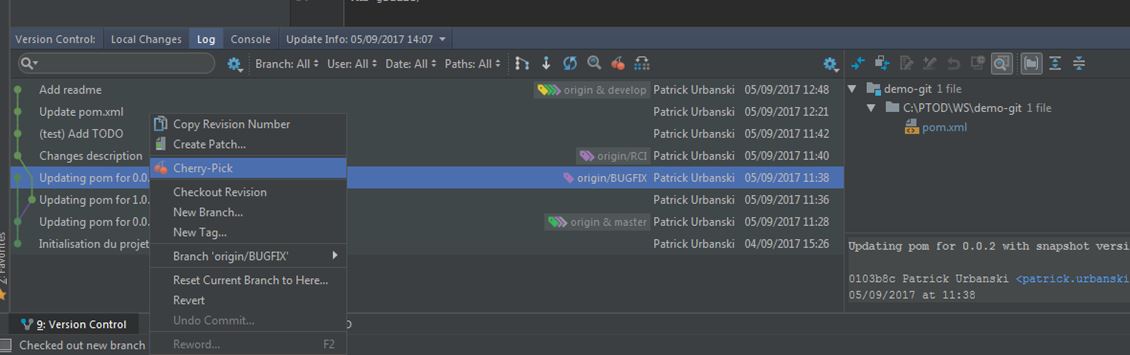 Version Control: Local Changes Log Console Update Info: 05/09/2017 14:07
Branch: All User: All Date: All Paths: All
Add readme origin & develop Patrick Urbanski 05/09/2017 12:48
Update pom.xml Patrick Urbanski 05/09/2017 12:21
(test) Add TODO Patrick Urbanski 05/09/2017 11:42
Changes description origin/RCI Patrick Urbanski 05/09/2017 11:40
Updating pom for 0.0. origin/BUGFIX Patrick Urbanski 05/09/2017 11:38
Updating pom for 1.0. Patrick Urbanski 05/09/2017 11:36
Updating pom for 0.0. origin & master Patrick Urbanski 05/09/2017 11:28
Initialisation du projet Patrick Urbanski 04/09/2017 15:26
Copy Revision Number
Create Patch...
Cherry-Pick
Checkout Revision
New Branch...
New Tag...
Branch 'origin/BUGFIX'
Reset Current Branch to Here...
Revert
Undo Commit...
Reword... F2
demo-git 1 file
C:\PTOD\WS\demo-git 1 file
pom.xml
Updating pom for 0.0.2 with snapshot versi
0103b8c Patrick Urbanski <patrick.urbanski
05/09/2017 at 11:38
2: Favorites
9: Version Control
Checked out new branch